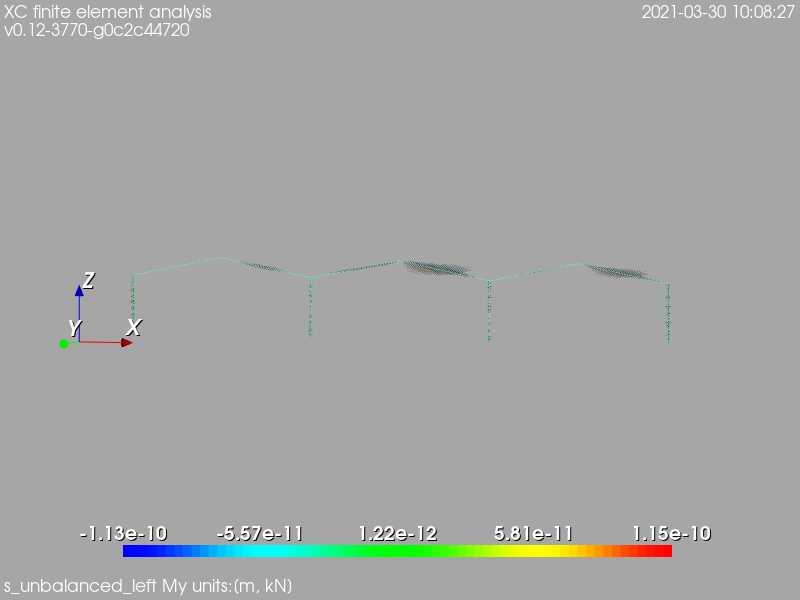 XC finite element analysis
2021-03-30 10:08:27
v0.12-3770-g0c2c44720
Z
Y
X
-1.13e-10 -5.57e-11 1.22e-12 5.81e-11 1.15e-10
s_unbalanced_left My units:[m, kN]